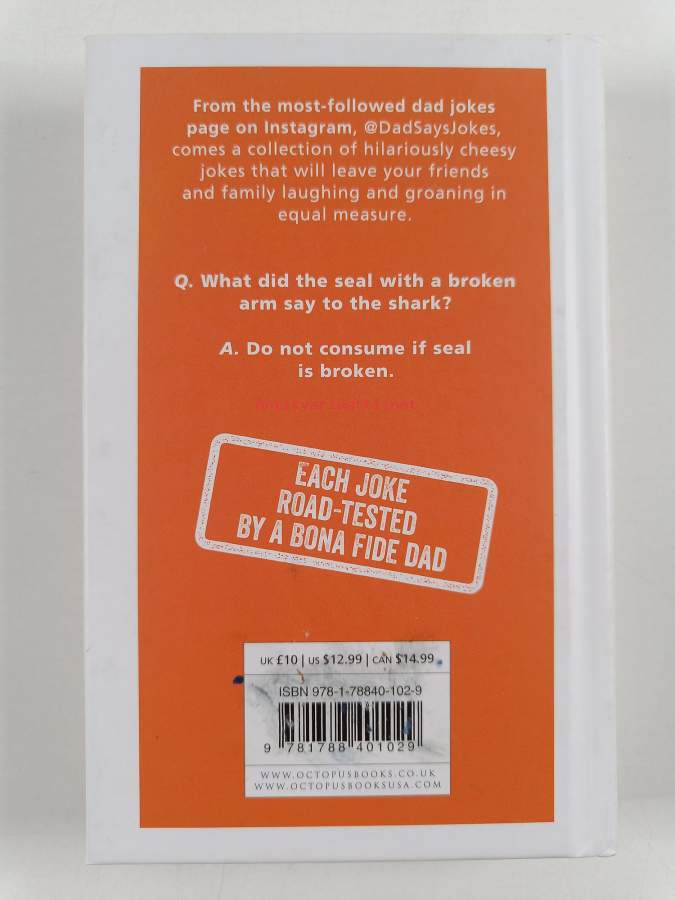 From the most-followed dad jokes
page on Instagram, @DadSaysJokes,
comes a collection of hilariously cheesy
jokes that will leave your friends
and family laughing and groaning in
equal measure.
Q. What did the seal with a broken
arm say to the shark?
A. Do not consume if seal
is broken.
EACH JOKE
ROAD-TESTED
BY A BONA FIDE DAD
UK £10 | US $12.99 | CAN $14.99
ISBN 978-1-78840-102-9
9 781788 401029
WWW.OCTOPUSBOOKS.CO.UK
WWW.OCTOPUSBOOKSUSA.COM